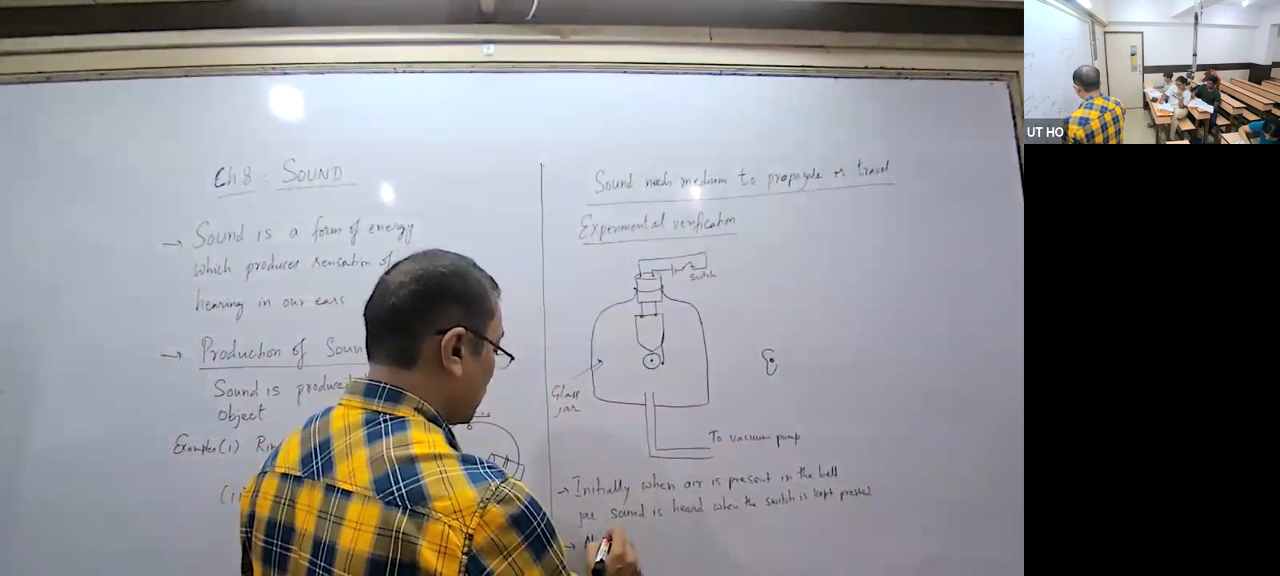 Ch 8 : SOUND
→ Sound is a form of energy
which produces sensation of
hearing in our ears
→ Production of Soun
Sound is produced
object
Examples (i) Rin
Sound needs medium to propagate or travel
Experimental verification
switch
Glass
jar
To vacuum pump
→ Initially when air is present in the bell
jar sound is heard when the switch is kept pressed
→ N
UT HO